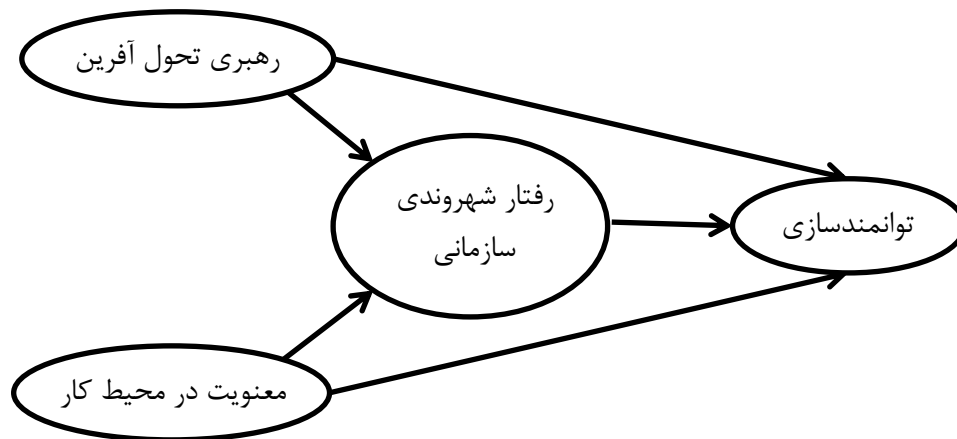 رهبری تحول آفرین
رفتار شهروندی
سازمانی
توانمندسازی
معنویت در محیط کار